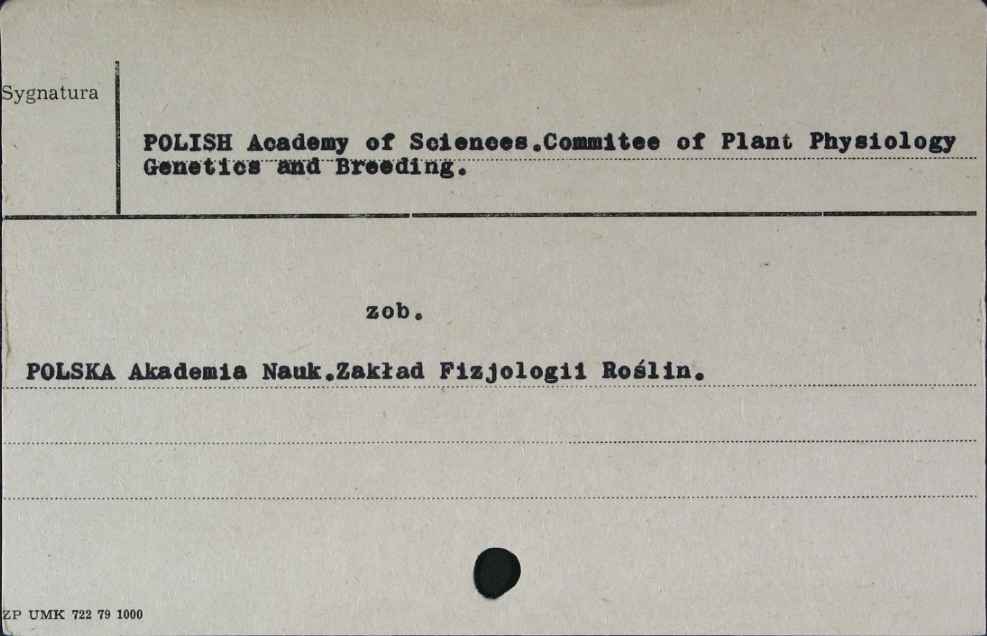 Sygnatura
POLISH Academy of Sciences.Commitee of Plant Physiology
Genetics and Breeding.
zob.
POLSKA Akademia Nauk.Zakład Fizjologii Roślin.
ZP UMK 722 79 1000